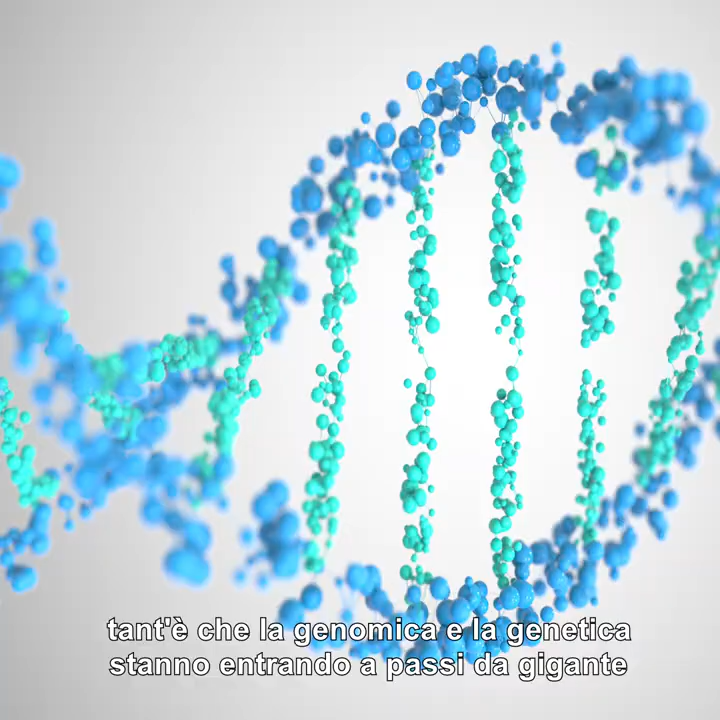 tant'è che la genomica e la genetica
stanno entrando a passi da gigante